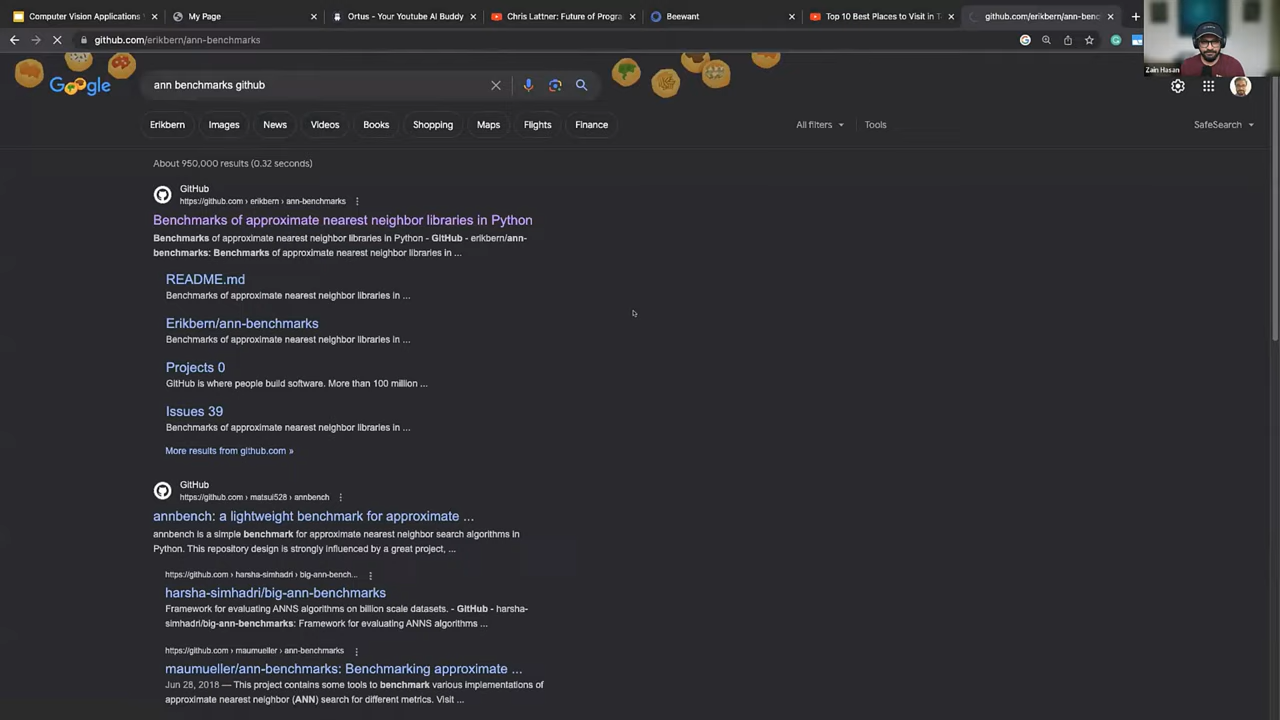 Computer Vision Applications
My Page
Ortus - Your Youtube AI Buddy
Chris Lattner: Future of Progra
Beewant
Top 10 Best Places to Visit in T
github.com/erikbern/ann-benc
github.com/erikbern/ann-benchmarks
Zain Hasan
Google
ann benchmarks github
Erikbern
Images
News
Videos
Books
Shopping
Maps
Flights
Finance
All filters
Tools
SafeSearch
About 950,000 results (0.32 seconds)
GitHub
https://github.com › erikbern › ann-benchmarks
Benchmarks of approximate nearest neighbor libraries in Python
Benchmarks of approximate nearest neighbor libraries in Python - GitHub - erikbern/ann-
benchmarks: Benchmarks of approximate nearest neighbor libraries in ...
README.md
Benchmarks of approximate nearest neighbor libraries in ...
Erikbern/ann-benchmarks
Benchmarks of approximate nearest neighbor libraries in ...
Projects 0
GitHub is where people build software. More than 100 million ...
Issues 39
Benchmarks of approximate nearest neighbor libraries in ...
More results from github.com »
GitHub
https://github.com › matsui528 › annbench
annbench: a lightweight benchmark for approximate ...
annbench is a simple benchmark for approximate nearest neighbor search algorithms in
Python. This repository design is strongly influenced by a great project, ...
https://github.com › harsha-simhadri › big-ann-bench...
harsha-simhadri/big-ann-benchmarks
Framework for evaluating ANNS algorithms on billion scale datasets. - GitHub - harsha-
simhadri/big-ann-benchmarks: Framework for evaluating ANNS algorithms ...
https://github.com › maumueller › ann-benchmarks
maumueller/ann-benchmarks: Benchmarking approximate ...
Jun 28, 2018 — This project contains some tools to benchmark various implementations of
approximate nearest neighbor (ANN) search for different metrics. Visit ...